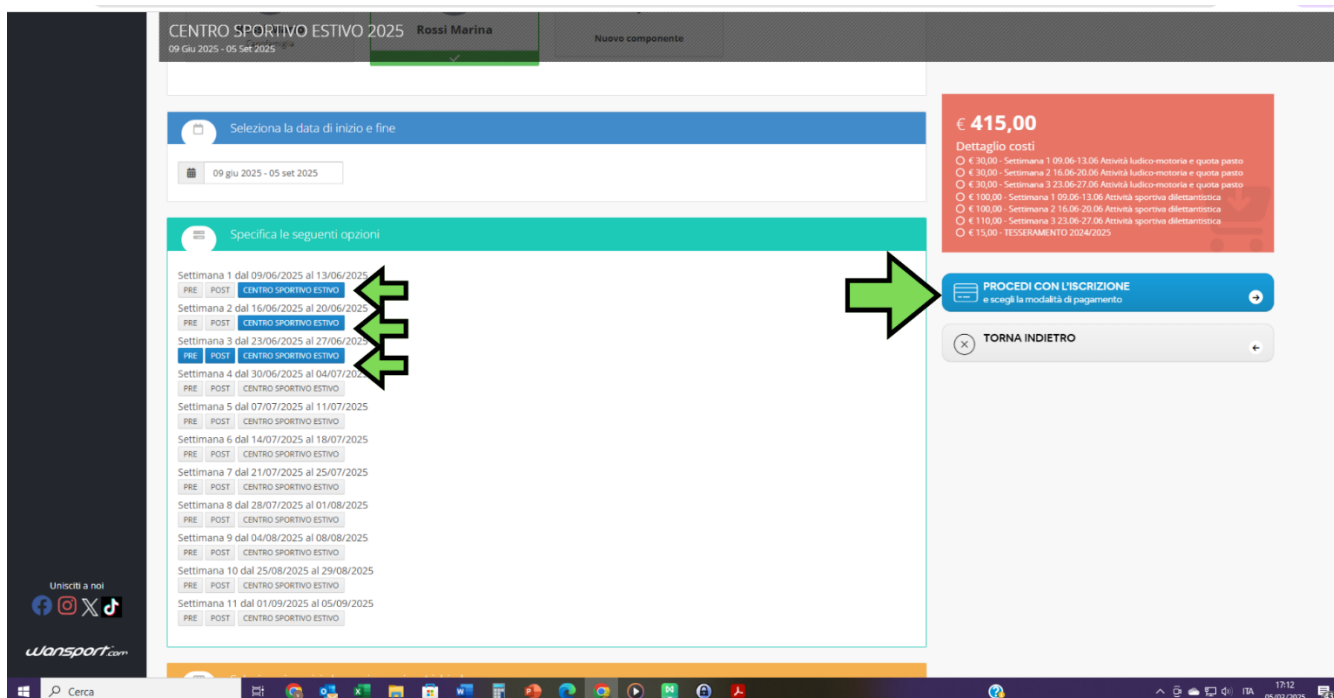 CENTRO SPORTIVO ESTIVO 2025
09 Giu 2025 - 05 Set 2025
Rossi Marina
Nuovo componente
Seleziona la data di inizio e fine
09 giu 2025 - 05 set 2025
Specifica le seguenti opzioni
Settimana 1 dal 09/06/2025 al 13/06/2025
PRE POST CENTRO SPORTIVO ESTIVO
Settimana 2 dal 16/06/2025 al 20/06/2025
PRE POST CENTRO SPORTIVO ESTIVO
Settimana 3 dal 23/06/2025 al 27/06/2025
PRE POST CENTRO SPORTIVO ESTIVO
Settimana 4 dal 30/06/2025 al 04/07/2025
PRE POST CENTRO SPORTIVO ESTIVO
Settimana 5 dal 07/07/2025 al 11/07/2025
PRE POST CENTRO SPORTIVO ESTIVO
Settimana 6 dal 14/07/2025 al 18/07/2025
PRE POST CENTRO SPORTIVO ESTIVO
Settimana 7 dal 21/07/2025 al 25/07/2025
PRE POST CENTRO SPORTIVO ESTIVO
Settimana 8 dal 28/07/2025 al 01/08/2025
PRE POST CENTRO SPORTIVO ESTIVO
Settimana 9 dal 04/08/2025 al 08/08/2025
PRE POST CENTRO SPORTIVO ESTIVO
Settimana 10 dal 25/08/2025 al 29/08/2025
PRE POST CENTRO SPORTIVO ESTIVO
Settimana 11 dal 01/09/2025 al 05/09/2025
PRE POST CENTRO SPORTIVO ESTIVO
€ 415,00
Dettaglio costi
€ 30,00 - Settimana 1 09.06-13.06 Attività ludico-motoria e quota pasto
€ 30,00 - Settimana 2 16.06-20.06 Attività ludico-motoria e quota pasto
€ 30,00 - Settimana 3 23.06-27.06 Attività ludico-motoria e quota pasto
€ 100,00 - Settimana 1 09.06-13.06 Attività sportiva dilettantistica
€ 100,00 - Settimana 2 16.06-20.06 Attività sportiva dilettantistica
€ 110,00 - Settimana 3 23.06-27.06 Attività sportiva dilettantistica
€ 15,00 - TESSERAMENTO 2024/2025
PROCEDI CON L'ISCRIZIONE
e scegli la modalità di pagamento
TORNA INDIETRO
Unisciti a noi
wansport.com
Cerca
ITA
17:12